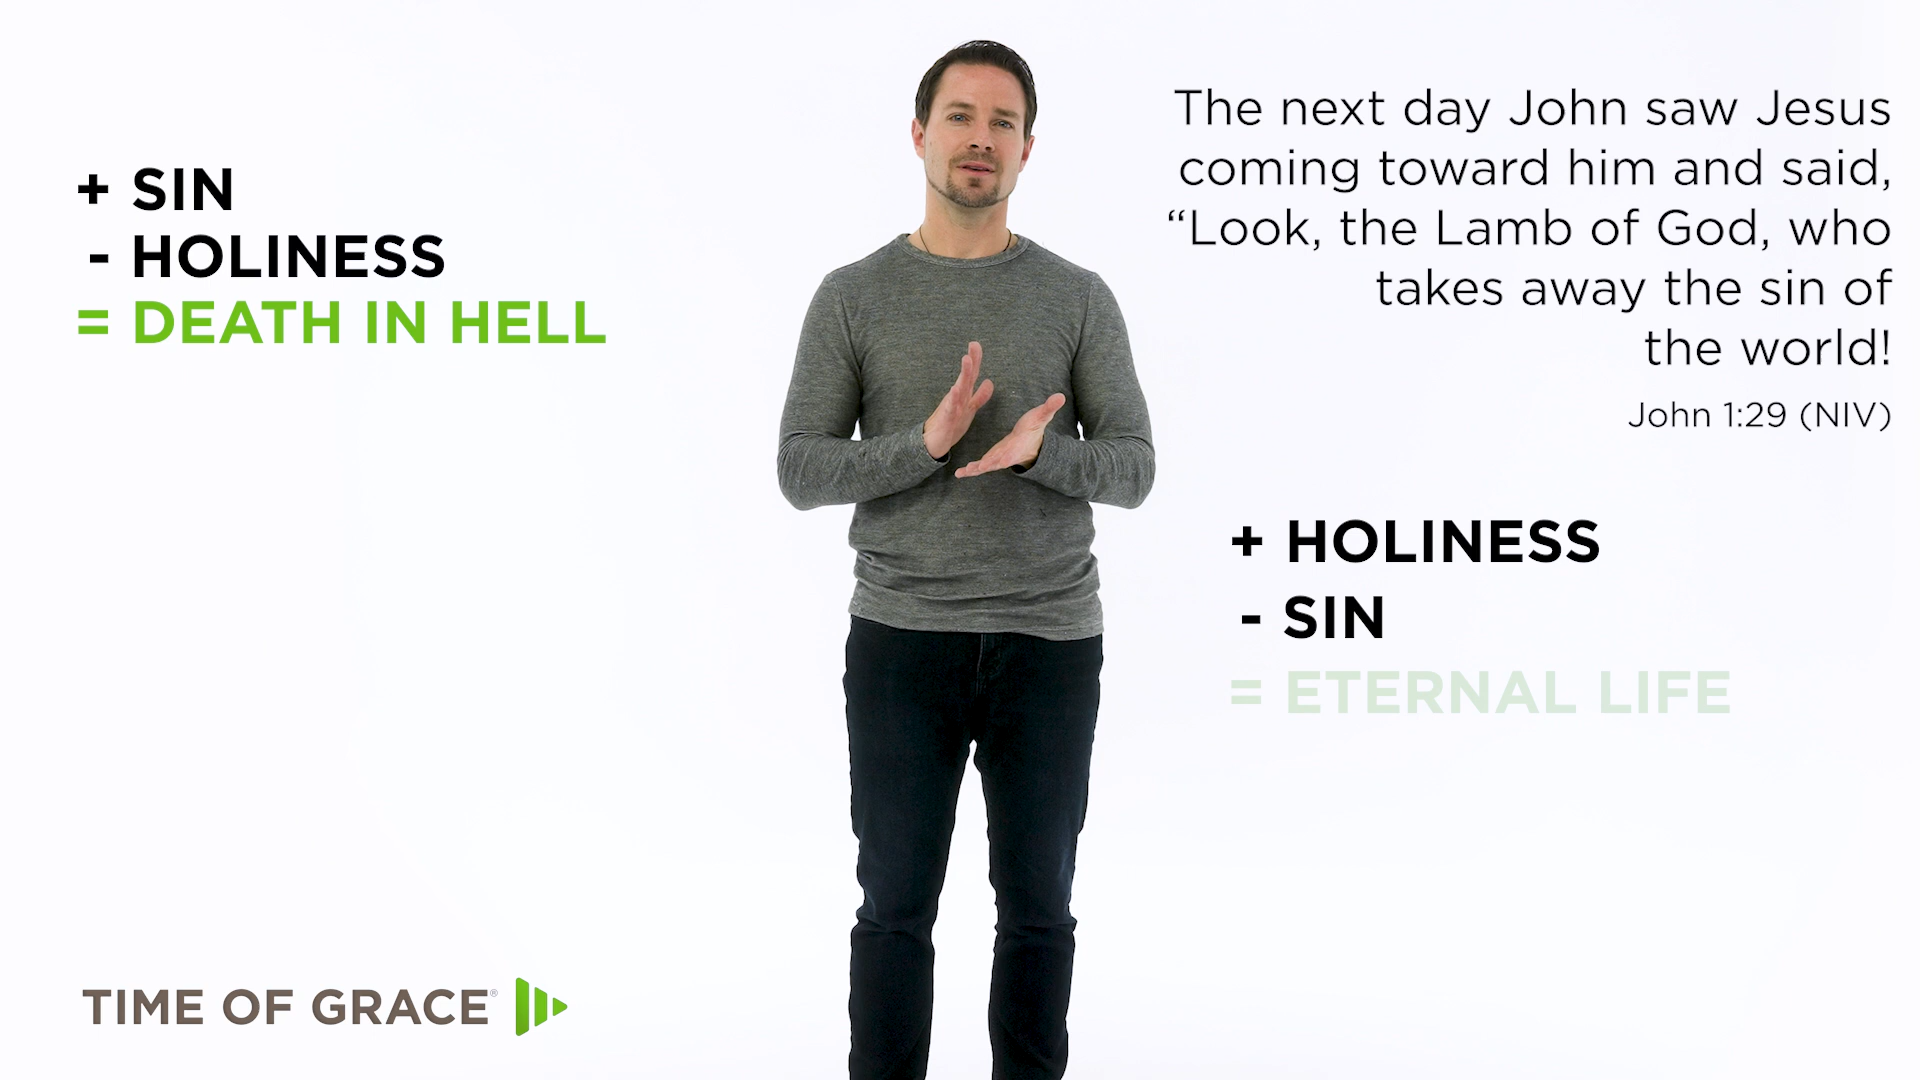 + SIN
- HOLINESS
= DEATH IN HELL
The next day John saw Jesus
coming toward him and said,
“Look, the Lamb of God, who
takes away the sin of
the world!
John 1:29 (NIV)
+ HOLINESS
- SIN
= ETERNAL LIFE
TIME OF GRACE®